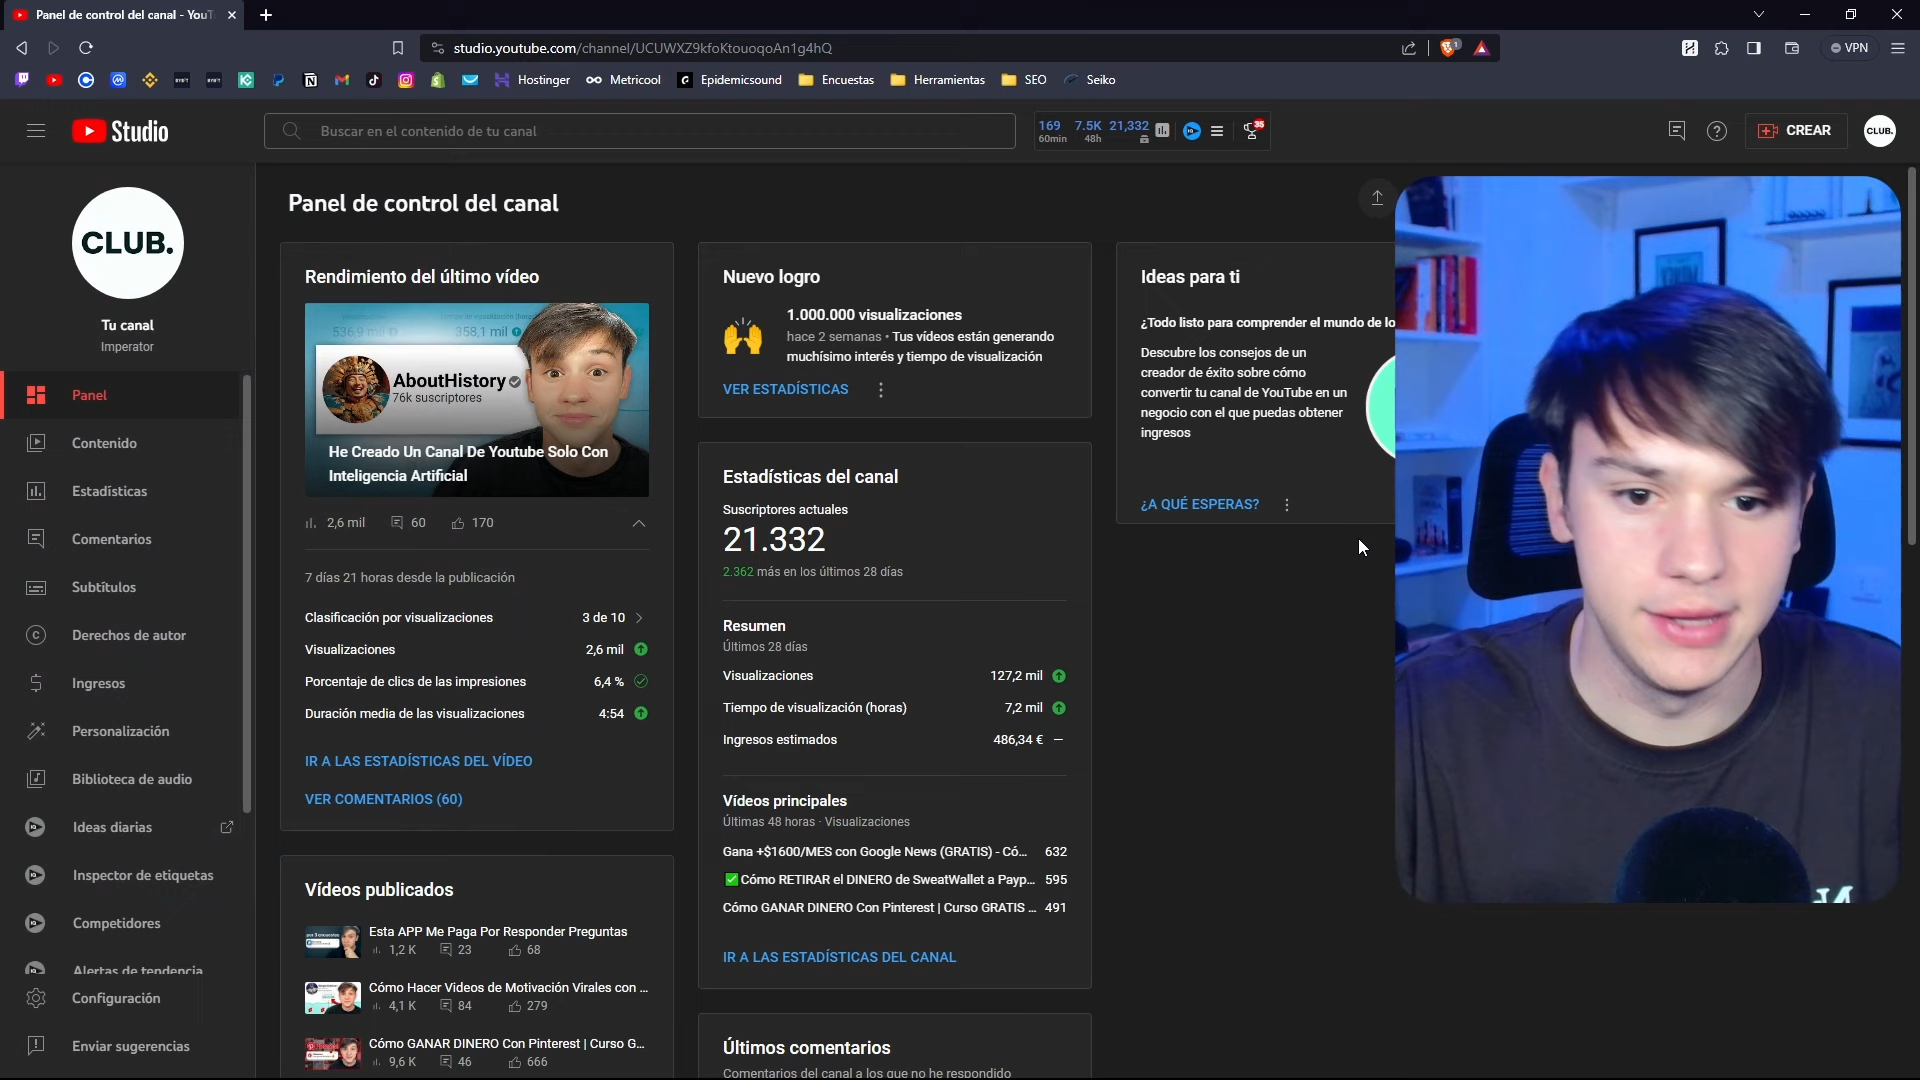 Panel de control del canal - YouT
studio.youtube.com/channel/UCUWXZ9kfoKtouoqoAn1g4hQ
VPN
Hostinger
Metricool
Epidemicsound
Encuestas
Herramientas
SEO
Seiko
Studio
Buscar en el contenido de tu canal
169 7.5K 21,332
60min 48h
35
CREAR
CLUB.
CLUB.
Tu canal
Imperator
Panel
Contenido
Estadísticas
Comentarios
Subtítulos
Derechos de autor
Ingresos
Personalización
Biblioteca de audio
Ideas diarias
Inspector de etiquetas
Competidores
Alertas de tendencia
Configuración
Enviar sugerencias
Panel de control del canal
Rendimiento del último vídeo
536,9 mil 358,1 mil
AboutHistory
76k suscriptores
He Creado Un Canal De Youtube Solo Con
Inteligencia Artificial
2,6 mil 60 170
7 días 21 horas desde la publicación
Clasificación por visualizaciones 3 de 10
Visualizaciones 2,6 mil
Porcentaje de clics de las impresiones 6,4 %
Duración media de las visualizaciones 4:54
IR A LAS ESTADÍSTICAS DEL VÍDEO
VER COMENTARIOS (60)
Vídeos publicados
Esta APP Me Paga Por Responder Preguntas
1,2 K 23 68
Cómo Hacer Videos de Motivación Virales con ...
4,1 K 84 279
Cómo GANAR DINERO Con Pinterest | Curso G...
9,6 K 46 666
Nuevo logro
1.000.000 visualizaciones
hace 2 semanas • Tus vídeos están generando
muchísimo interés y tiempo de visualización
VER ESTADÍSTICAS
Estadísticas del canal
Suscriptores actuales
21.332
2.362 más en los últimos 28 días
Resumen
Últimos 28 días
Visualizaciones 127,2 mil
Tiempo de visualización (horas) 7,2 mil
Ingresos estimados 486,34 € —
Vídeos principales
Últimas 48 horas · Visualizaciones
Gana +$1600/MES con Google News (GRATIS) - Có... 632
✅Cómo RETIRAR el DINERO de SweatWallet a Payp... 595
Cómo GANAR DINERO Con Pinterest | Curso GRATIS ... 491
IR A LAS ESTADÍSTICAS DEL CANAL
Últimos comentarios
Comentarios del canal a los que no he respondido
Ideas para ti
¿Todo listo para comprender el mundo de lo
Descubre los consejos de un
creador de éxito sobre cómo
convertir tu canal de YouTube en un
negocio con el que puedas obtener
ingresos
¿A QUÉ ESPERAS?